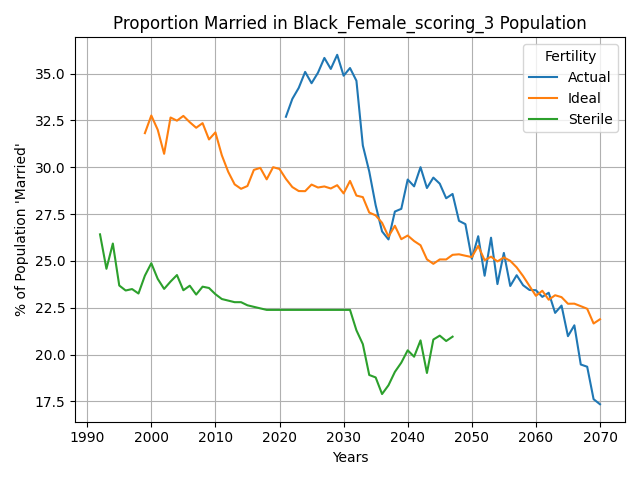 Proportion Married in Black_Female_scoring_3 Population
% of Population 'Married'
35.0
32.5
30.0
27.5
25.0
22.5
20.0
17.5
Fertility
Actual
Ideal
Sterile
1990 2000 2010 2020 2030 2040 2050 2060 2070
Years